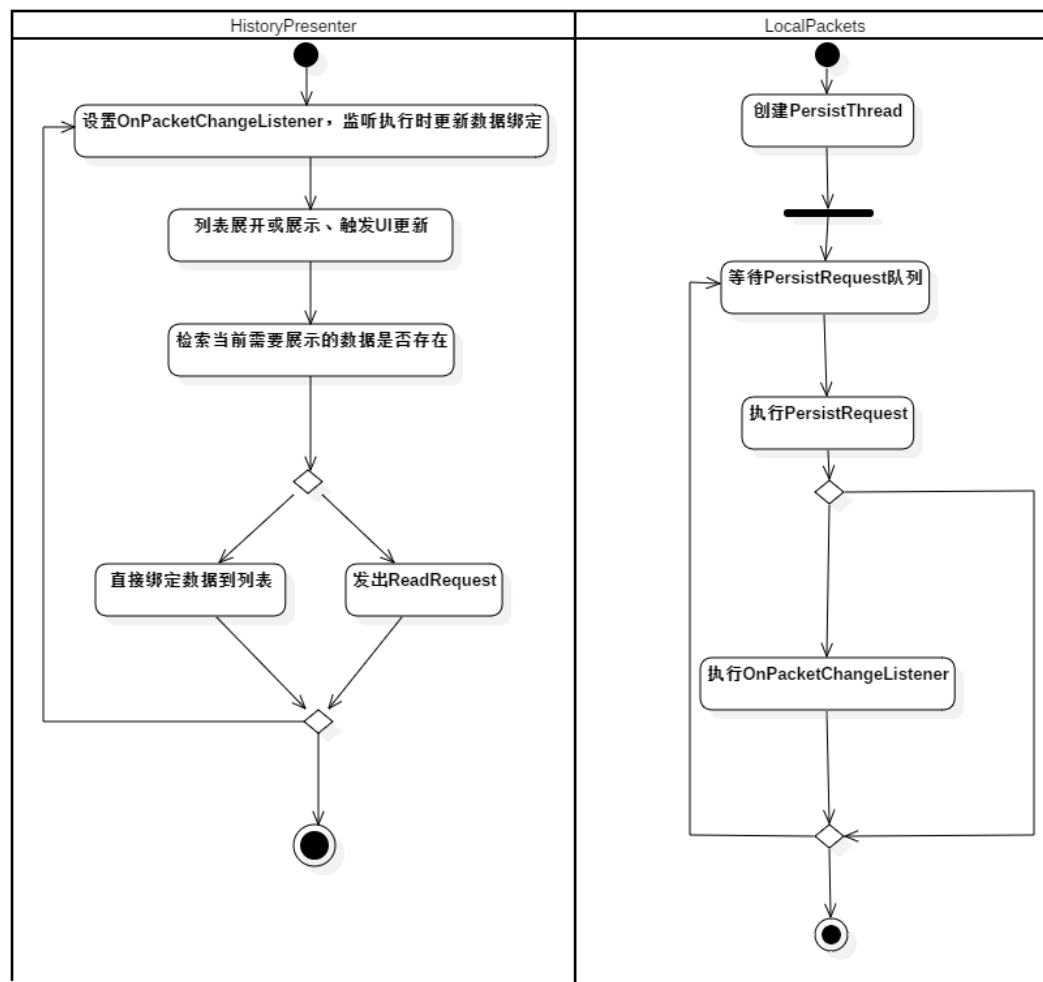 HistoryPresenter
设置OnPacketChangeListener，监听执行时更新数据绑定
列表展开或展示、触发UI更新
检索当前需要展示的数据是否存在
直接绑定数据到列表
发出ReadRequest
LocalPackets
创建PersistThread
等待PersistRequest队列
执行PersistRequest
执行OnPacketChangeListener